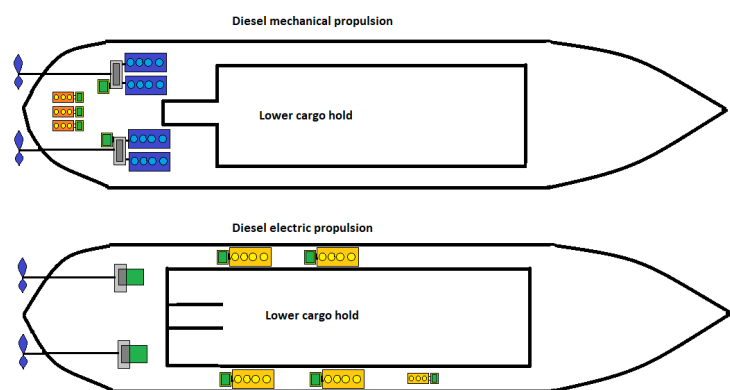 Diesel mechanical propulsion
Lower cargo hold
Diesel electric propulsion
Lower cargo hold